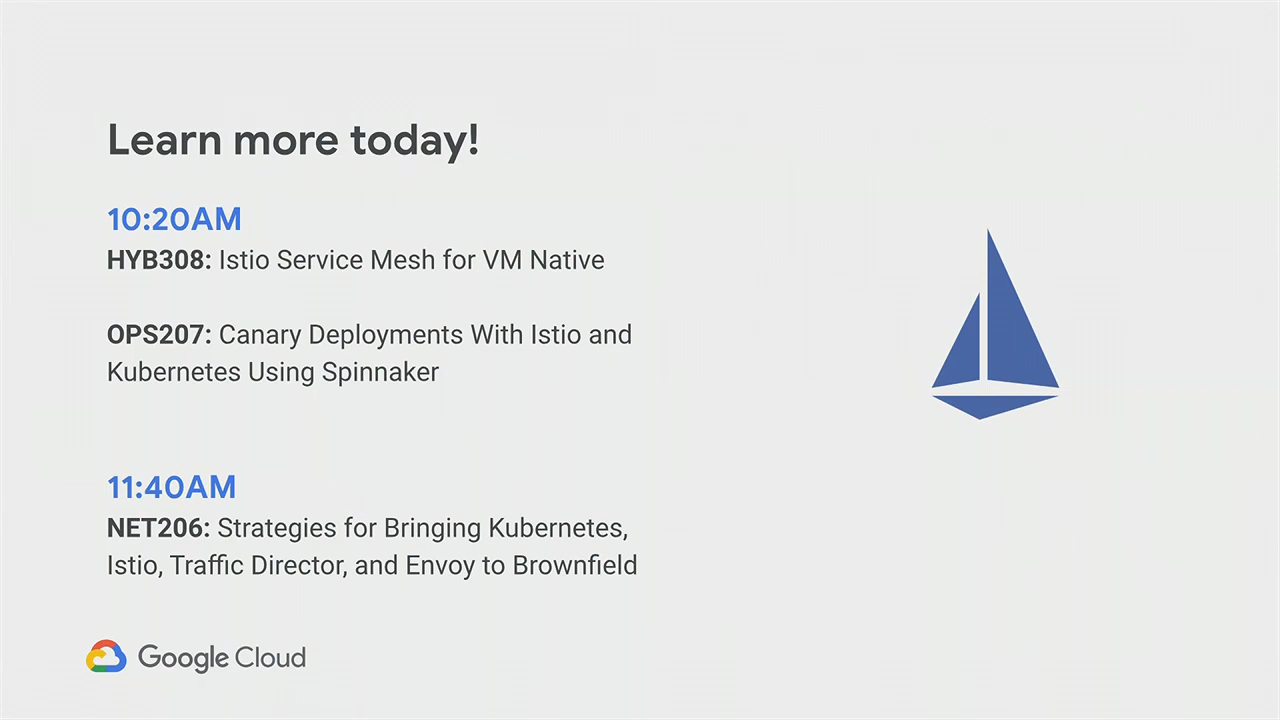 Learn more today!
10:20AM
HYB308: Istio Service Mesh for VM Native
OPS207: Canary Deployments With Istio and
Kubernetes Using Spinnaker
11:40AM
NET206: Strategies for Bringing Kubernetes,
Istio, Traffic Director, and Envoy to Brownfield
Google Cloud